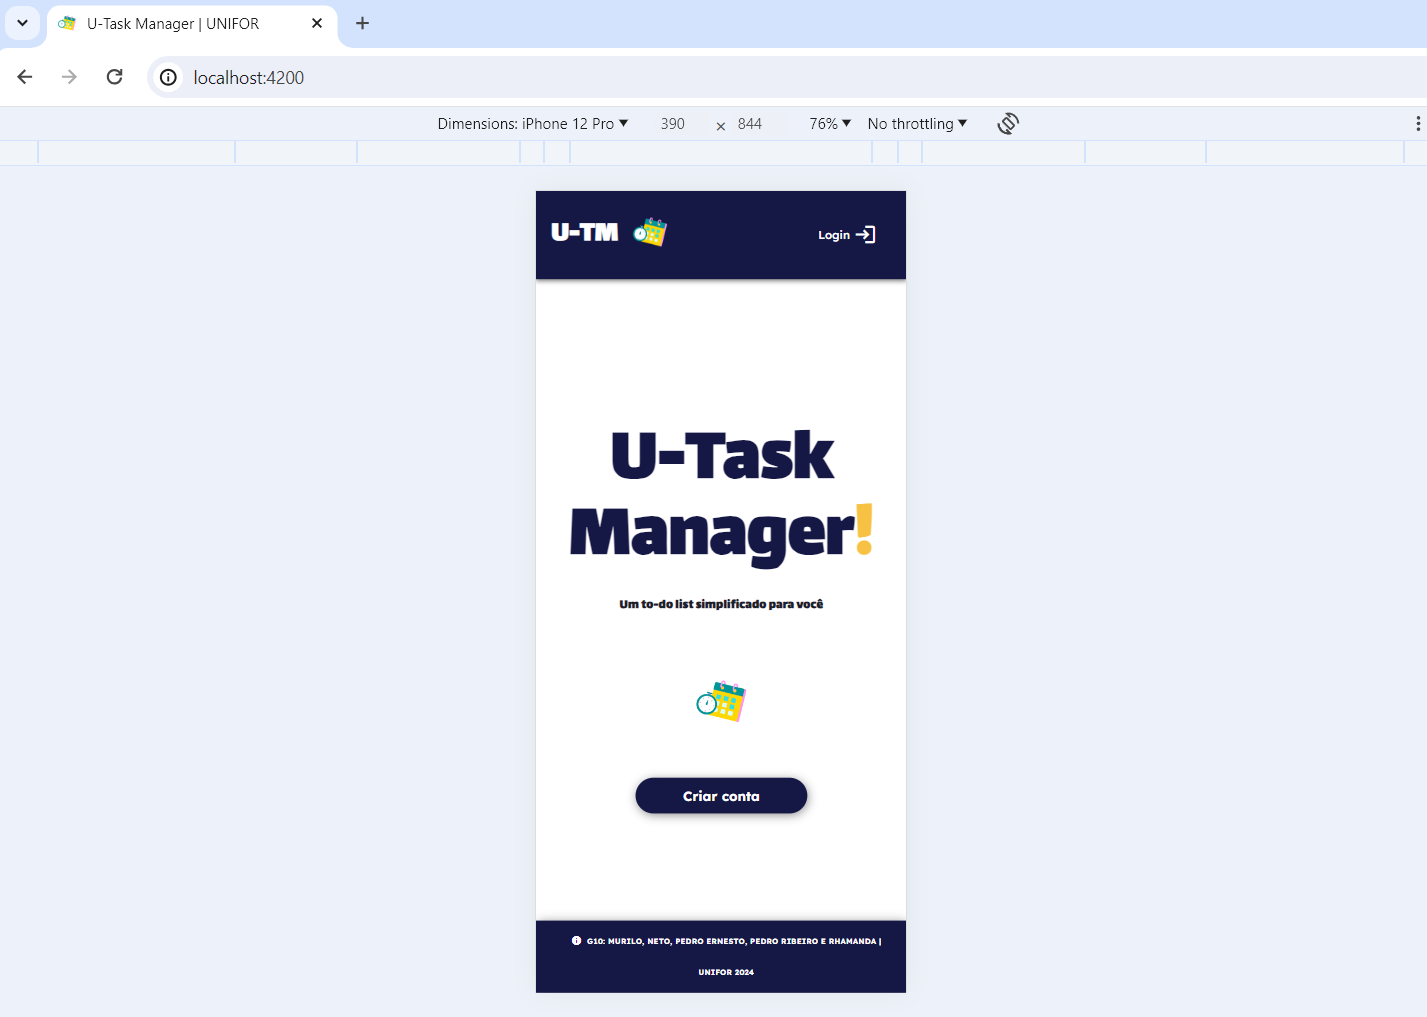 U-Task Manager | UNIFOR
localhost:4200
Dimensions: iPhone 12 Pro 390 × 844 76% No throttling
U-TM Login
U-Task
Manager!
Um to-do list simplificado para você
Criar conta
G10: MURILO, NETO, PEDRO ERNESTO, PEDRO RIBEIRO E RHAMANDA |
UNIFOR 2024